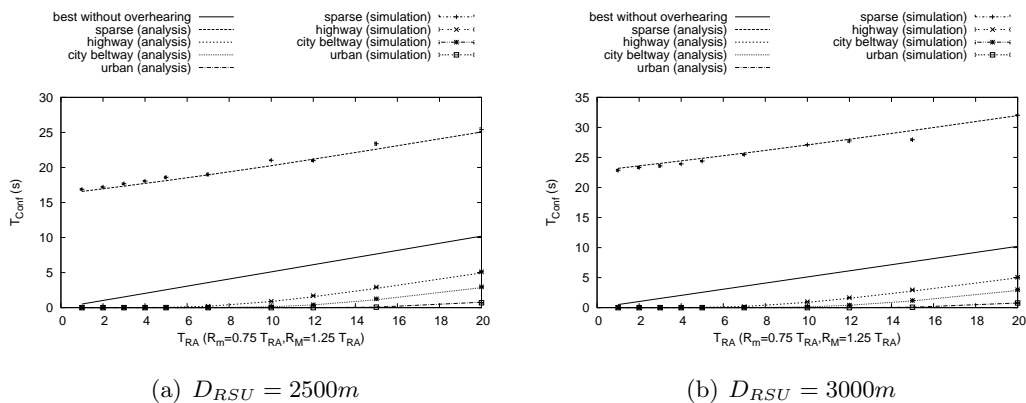 best without overhearing
sparse (analysis)
highway (analysis)
city beltway (analysis)
urban (analysis)
sparse (simulation)
highway (simulation)
city beltway (simulation)
urban (simulation)
30
25
20
15
10
5
0
T_Conf (s)
0 2 4 6 8 10 12 14 16 18 20
T_RA (R_m=0.75 T_RA,R_M=1.25 T_RA)
(a) D_RSU = 2500m
best without overhearing
sparse (analysis)
highway (analysis)
city beltway (analysis)
urban (analysis)
sparse (simulation)
highway (simulation)
city beltway (simulation)
urban (simulation)
35
30
25
20
15
10
5
0
T_Conf (s)
0 2 4 6 8 10 12 14 16 18 20
T_RA (R_m=0.75 T_RA,R_M=1.25 T_RA)
(b) D_RSU = 3000m